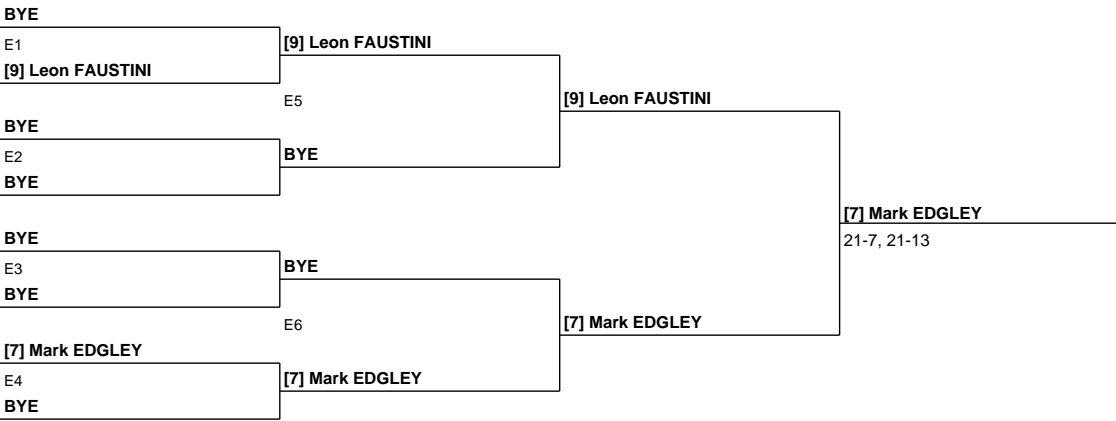 BYE
E1
[9] Leon FAUSTINI
[9] Leon FAUSTINI
E5
[9] Leon FAUSTINI
BYE
E2
BYE
BYE
[7] Mark EDGLEY
21-7, 21-13
BYE
E3
BYE
BYE
E6
[7] Mark EDGLEY
[7] Mark EDGLEY
E4
[7] Mark EDGLEY
BYE